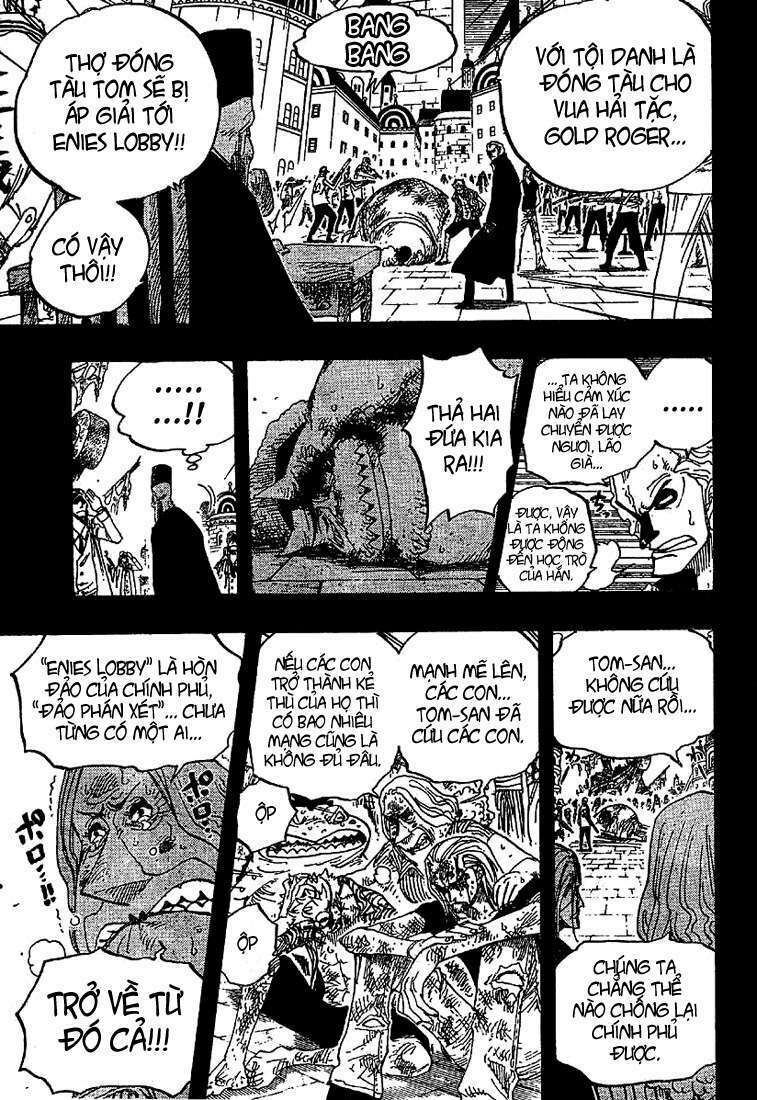 VỚI TỘI DANH LÀ
ĐÓNG TÀU CHO
VUA HẢI TẶC,
GOLD ROGER...
BANG
BANG
THỢ ĐÓNG
TÀU TOM SẼ BỊ
ÁP GIẢI TỚI
ENIES LOBBY!!
CÓ VẬY
THÔI!!
.....
... TA KHÔNG
HIỂU CẢM XÚC
NÀO ĐÃ LAY
CHUYỂN ĐƯỢC
NGƯƠI, LÃO
GIÀ...
ĐƯỢC, VẬY
LÀ TA KHÔNG
ĐƯỢC ĐỘNG
ĐẾN HỌC TRÒ
CỦA HẮN.
THẢ HAI
ĐỨA KIA
RA!!!
.....
...!!
TOM-SAN...
KHÔNG CỨU
ĐƯỢC NỮA RỒI...
CHÚNG TA
CHẲNG THỂ
NÀO CHỐNG LẠI
CHÍNH PHỦ
ĐƯỢC.
MẠNH MẼ LÊN,
CÁC CON...
TOM-SAN ĐÃ
CỨU CÁC CON.
NẾU CÁC CON
TRỞ THÀNH KẺ
THÙ CỦA HỌ THÌ
CÓ BAO NHIÊU
MẠNG CŨNG LÀ
KHÔNG ĐỦ ĐÂU.
ỘP
ỘP
"ENIES LOBBY" LÀ HÒN
ĐẢO CỦA CHÍNH PHỦ,
"ĐẢO PHÁN XÉT"... CHƯA
TỪNG CÓ MỘT AI...
ポロ
ポロッ...!!
TRỞ VỀ TỪ
ĐÓ CẢ!!!